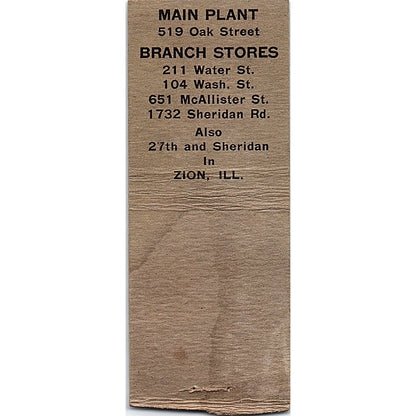 MAIN PLANT
519 Oak Street
BRANCH STORES
211 Water St.
104 Wash. St.
651 McAllister St.
1732 Sheridan Rd.
Also
27th and Sheridan
In
ZION, ILL.